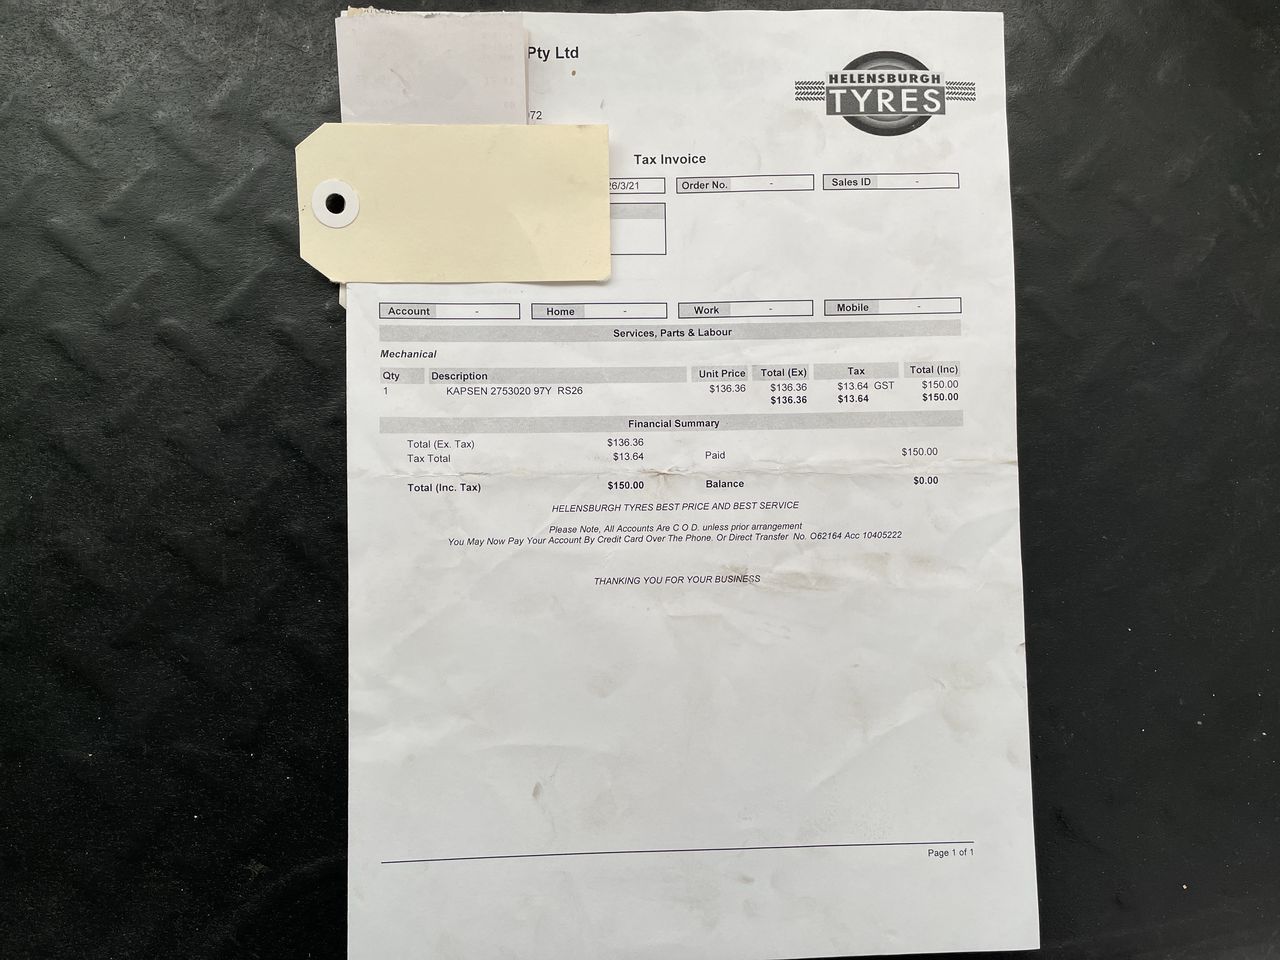 Pty Ltd
HELENSBURGH
TYRES
72
Tax Invoice
26/3/21
Order No. -
Sales ID -
Account -
Home -
Work -
Mobile -
Services, Parts & Labour
Mechanical
Qty Description Unit Price Total (Ex) Tax Total (Inc)
1 KAPSEN 2753020 97Y RS26 $136.36 $136.36 $13.64 GST $150.00
$136.36 $13.64 $150.00
Financial Summary
Total (Ex. Tax) $136.36
Tax Total $13.64 Paid $150.00
Total (Inc. Tax) $150.00 Balance $0.00
HELENSBURGH TYRES BEST PRICE AND BEST SERVICE
Please Note, All Accounts Are C O D. unless prior arrangement
You May Now Pay Your Account By Credit Card Over The Phone. Or Direct Transfer No. O62164 Acc 10405222
THANKING YOU FOR YOUR BUSINESS
Page 1 of 1